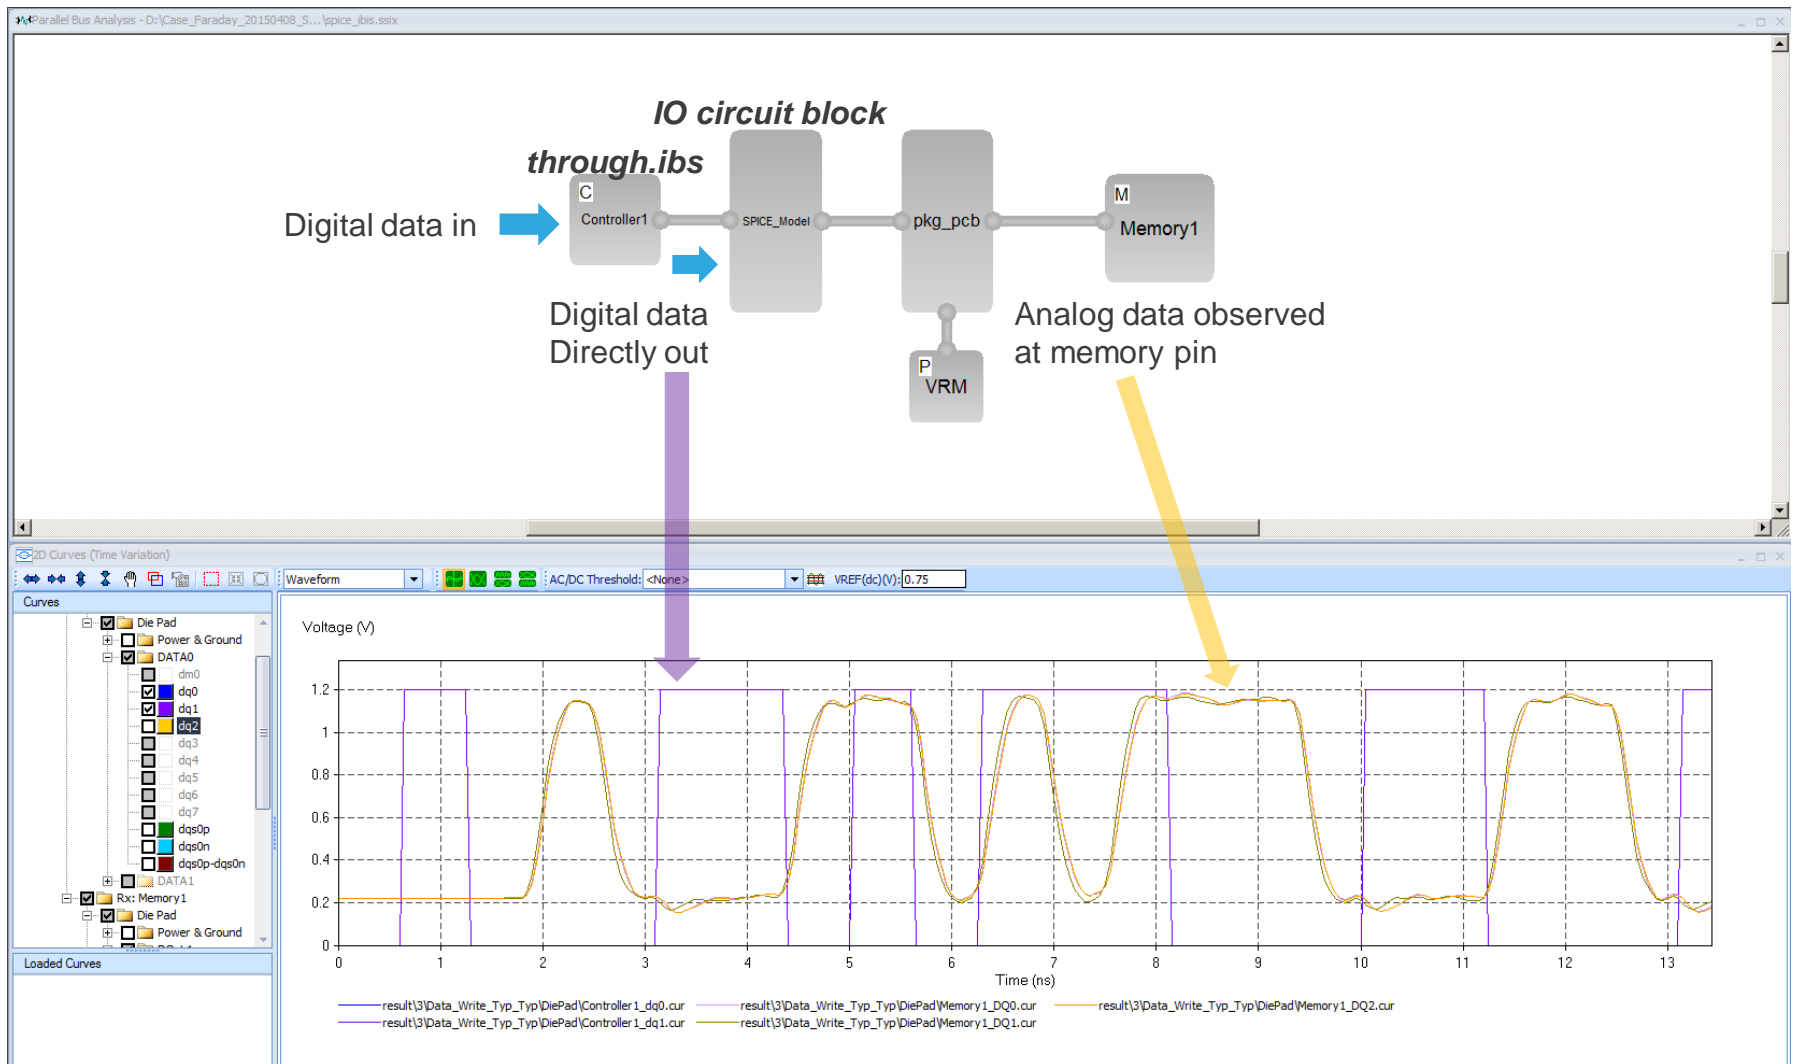 Parallel Bus Analysis - D:\Case_Faraday_20150408_S...\spice_ibis.ssix
IO circuit block
through.ibs
C
M
Digital data in
Controller1
SPICE_Model
pkg_pcb
Memory1
Digital data
Directly out
Analog data observed
at memory pin
P
VRM
2D Curves (Time Variation)
Waveform
AC/DC Threshold: <None>
VREF(dc)(V): 0.75
Curves
Die Pad
Power & Ground
DATA0
dm0
dq0
dq1
dq2
dq3
dq4
dq5
dq6
dq7
dqs0p
dqs0n
dqs0p-dqs0n
DATA1
Rx: Memory1
Die Pad
Power & Ground
Loaded Curves
Voltage (V)
1.2
1
0.8
0.6
0.4
0.2
0
0 1 2 3 4 5 6 7 8 9 10 11 12 13
Time (ns)
result\3\Data_Write_Typ_Typ\DiePad\Controller1_dq0.cur
result\3\Data_Write_Typ_Typ\DiePad\Memory1_DQ0.cur
result\3\Data_Write_Typ_Typ\DiePad\Memory1_DQ2.cur
result\3\Data_Write_Typ_Typ\DiePad\Controller1_dq1.cur
result\3\Data_Write_Typ_Typ\DiePad\Memory1_DQ1.cur